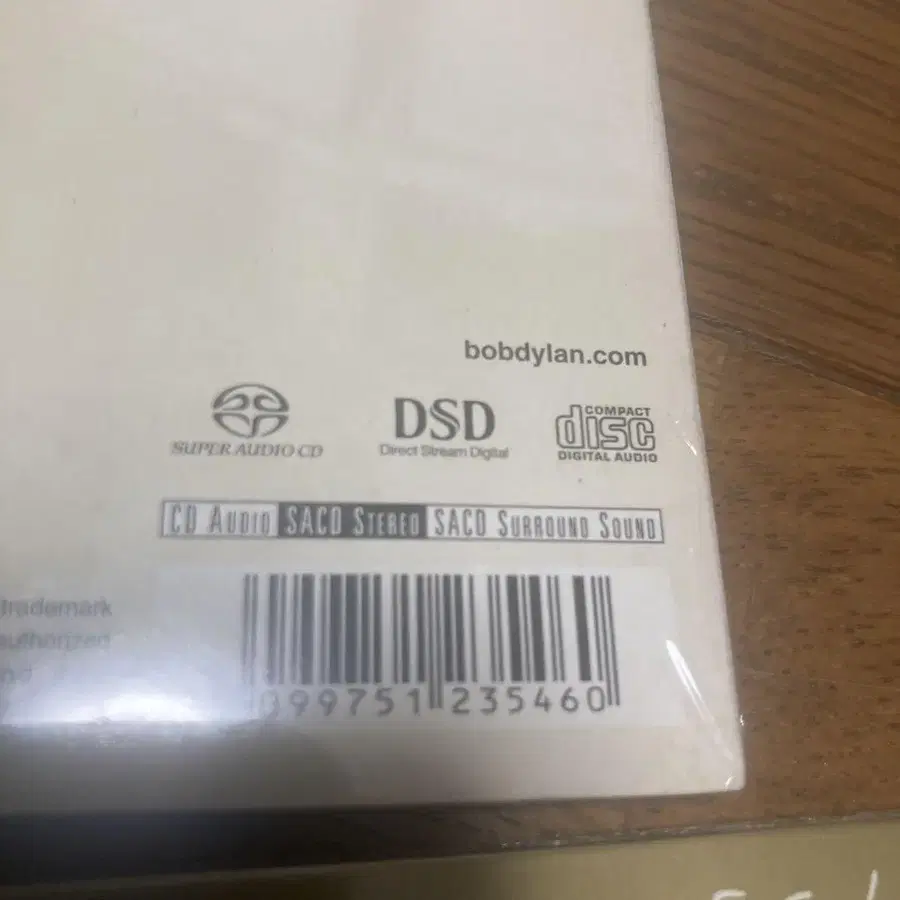 bobdylan.com
SUPER AUDIO CD
DSD
Direct Stream Digital
COMPACT
disc
DIGITAL AUDIO
CD AUDIO SACD STEREO SACD SURROUND SOUND
trademark
authorized
099751 235460